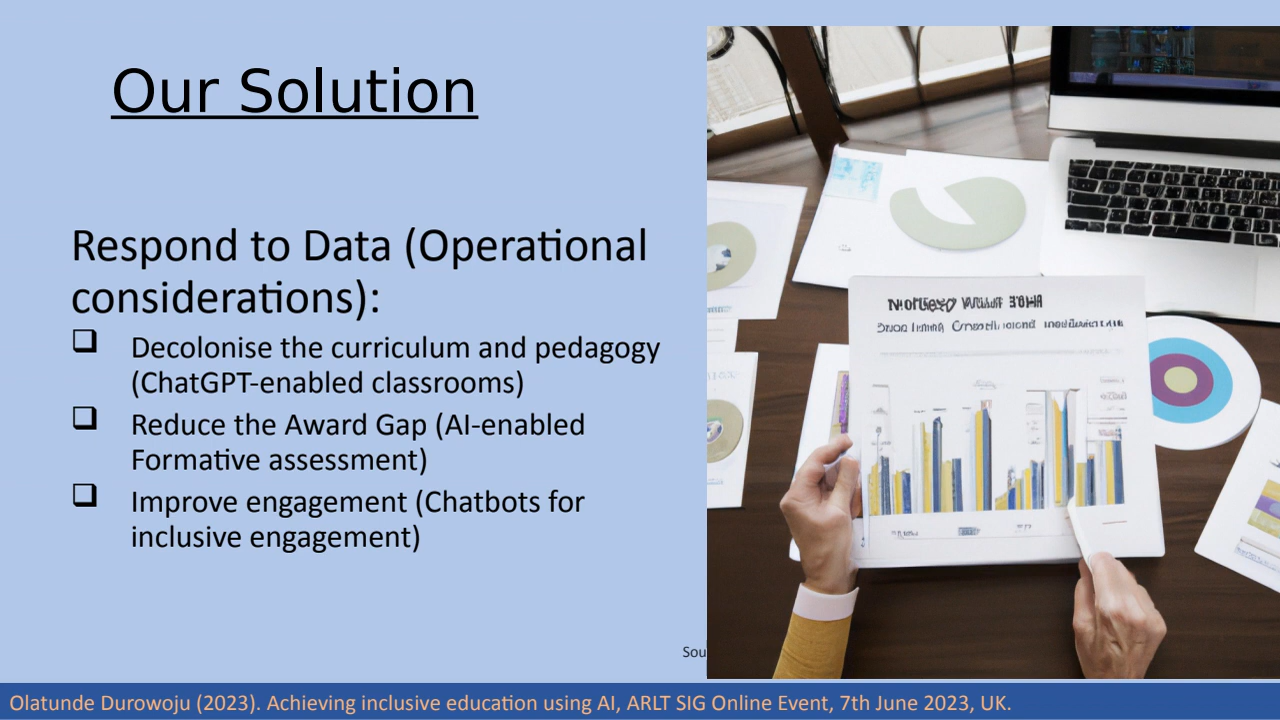 Our Solution
Respond to Data (Operational
considerations):
Decolonise the curriculum and pedagogy
(ChatGPT-enabled classrooms)
Reduce the Award Gap (AI-enabled
Formative assessment)
Improve engagement (Chatbots for
inclusive engagement)
Sou
Olatunde Durowoju (2023). Achieving inclusive education using AI, ARLT SIG Online Event, 7th June 2023, UK.